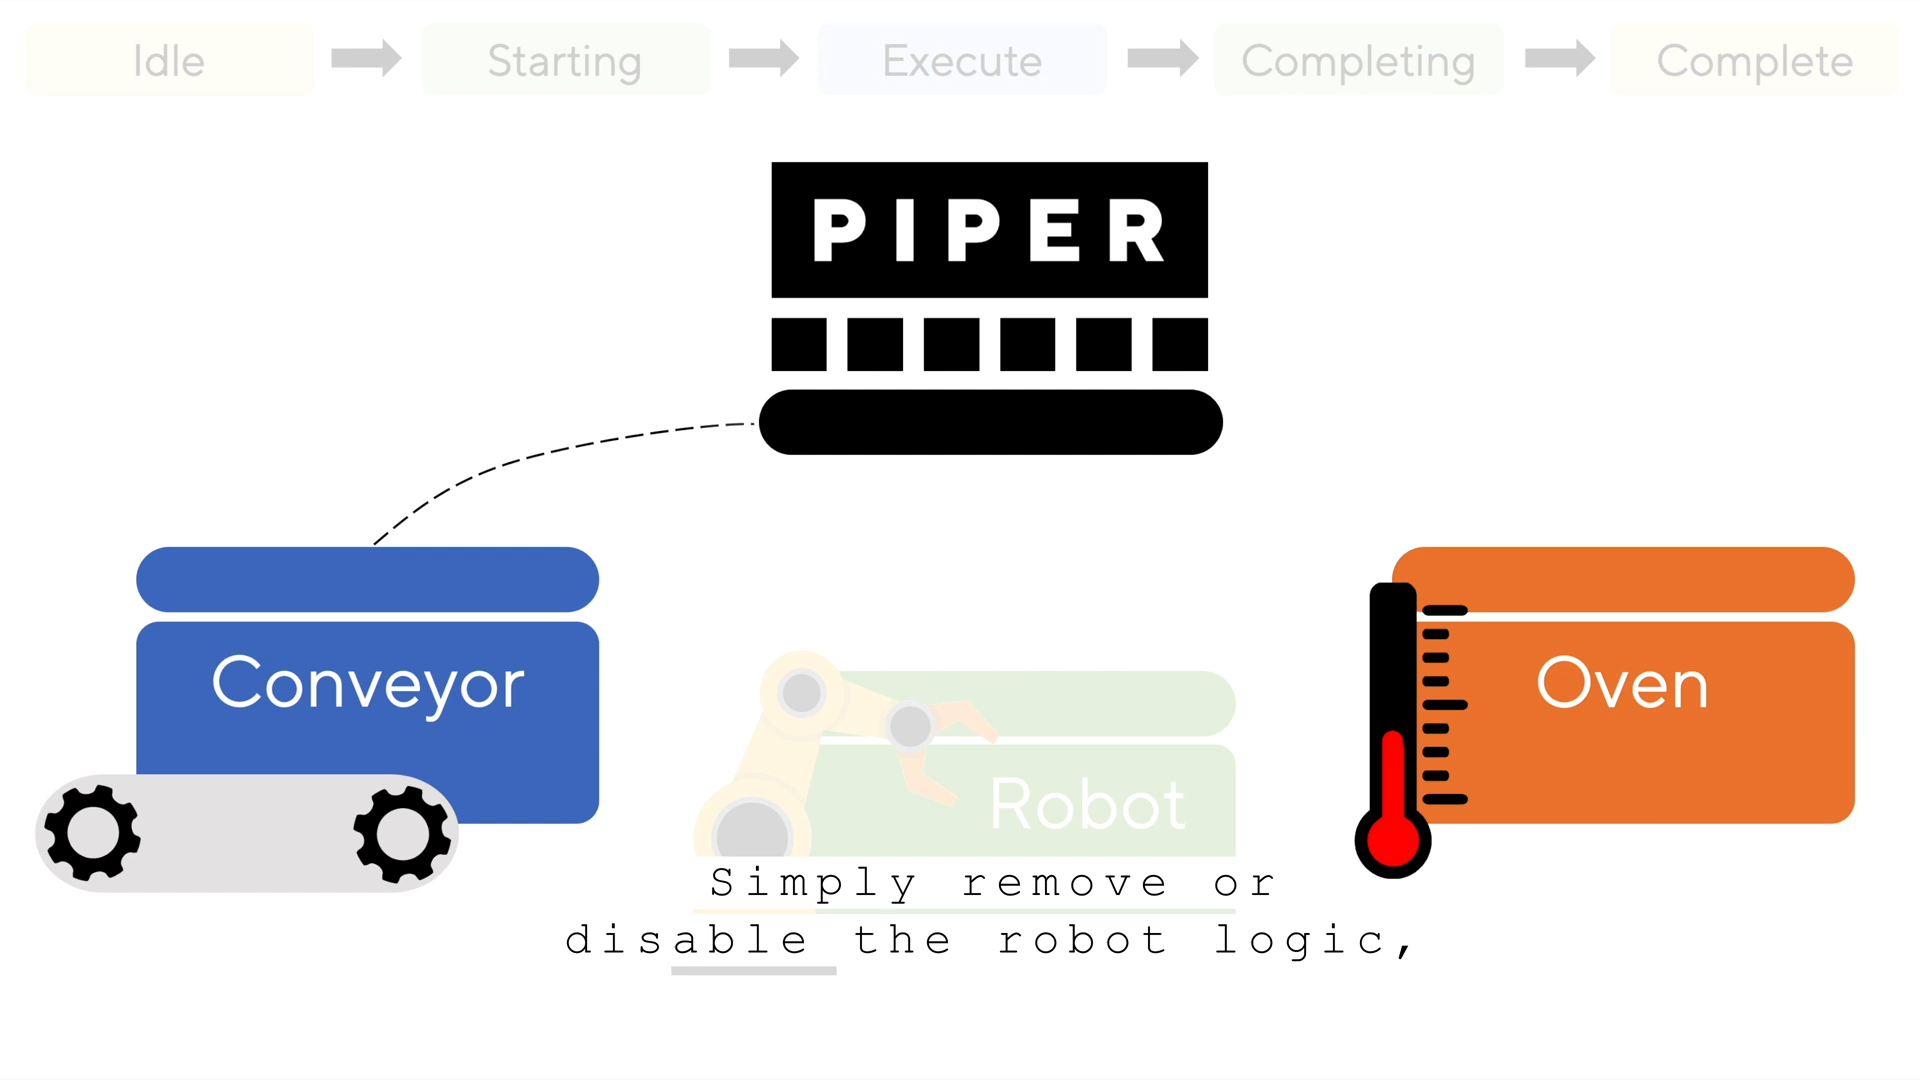 Idle
Starting
Execute
Completing
Complete
PIPER
Conveyor
Oven
Robot
Simply remove or
disable the robot logic,